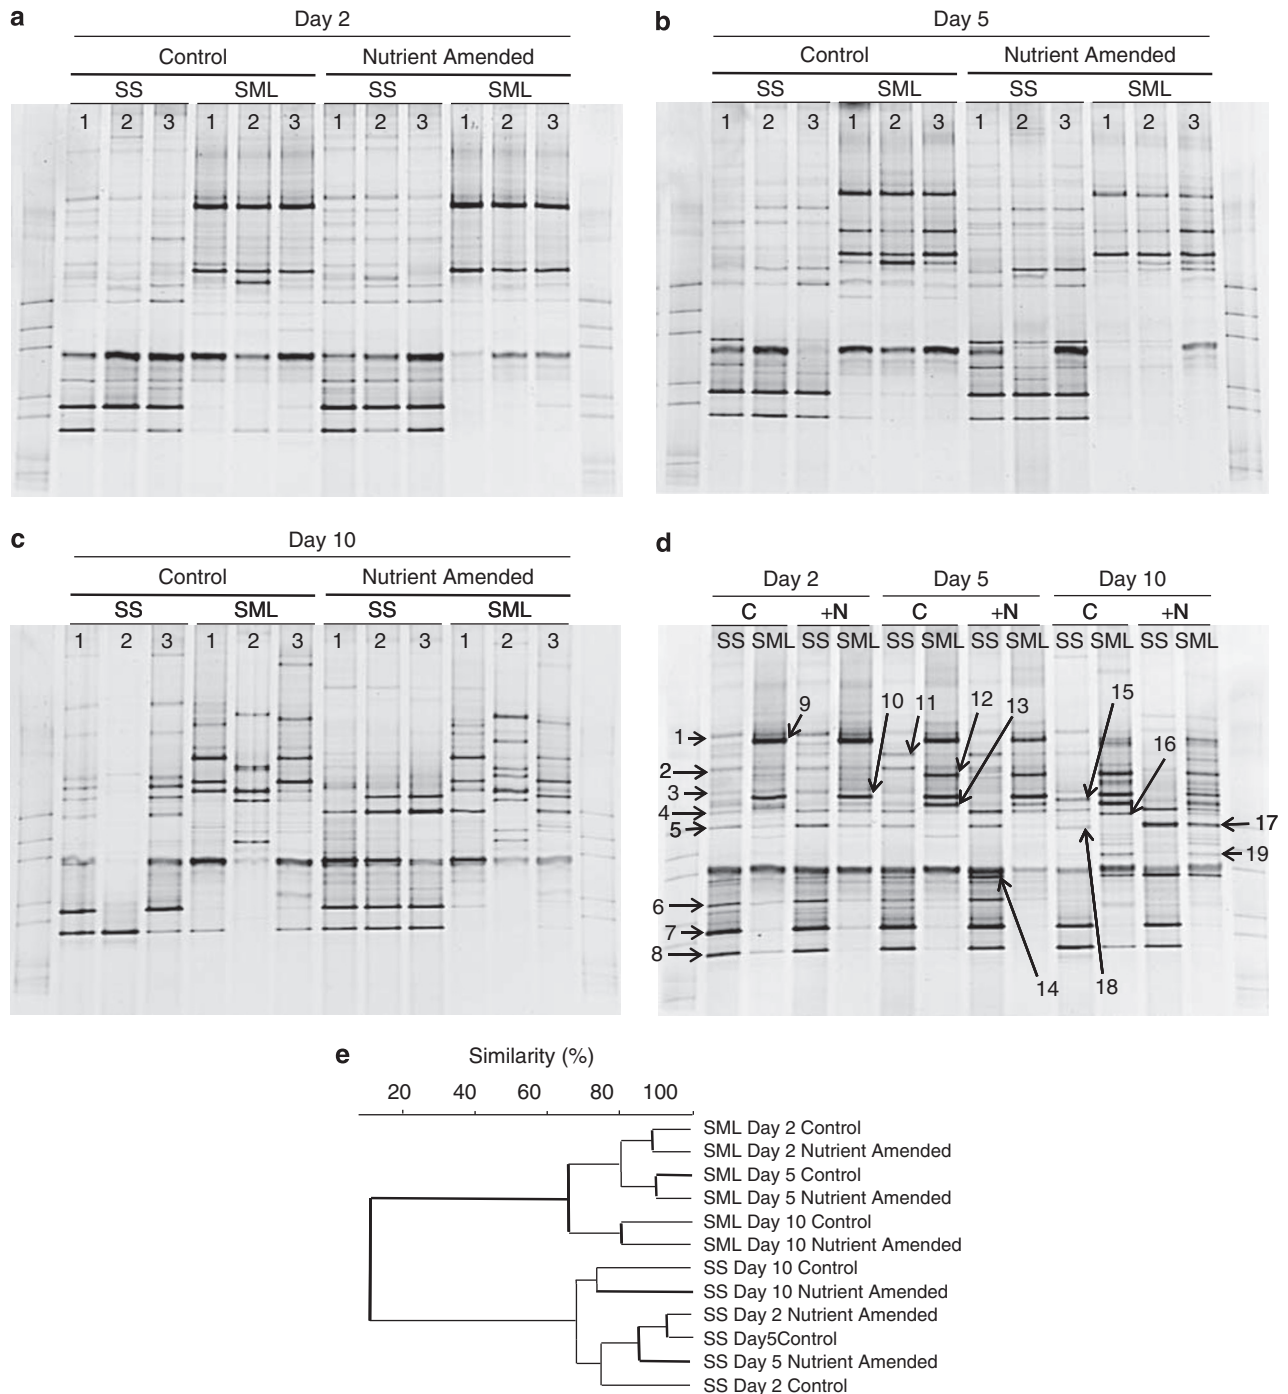 a
Day 2
Control Nutrient Amended
SS SML SS SML
1 2 3 1 2 3 1 2 3 1 2 3
b
Day 5
Control Nutrient Amended
SS SML SS SML
1 2 3 1 2 3 1 2 3 1 2 3
c
Day 10
Control Nutrient Amended
SS SML SS SML
1 2 3 1 2 3 1 2 3 1 2 3
d
Day 2 Day 5 Day 10
C +N C +N C +N
SS SML SS SML SS SML SS SML SS SML SS SML
1
2
3
4
5
6
7
8
9
10
11
12
13
14
15
16
17
18
19
e
Similarity (%)
20 40 60 80 100
SML Day 2 Control
SML Day 2 Nutrient Amended
SML Day 5 Control
SML Day 5 Nutrient Amended
SML Day 10 Control
SML Day 10 Nutrient Amended
SS Day 10 Control
SS Day 10 Nutrient Amended
SS Day 2 Nutrient Amended
SS Day5Control
SS Day 5 Nutrient Amended
SS Day 2 Control